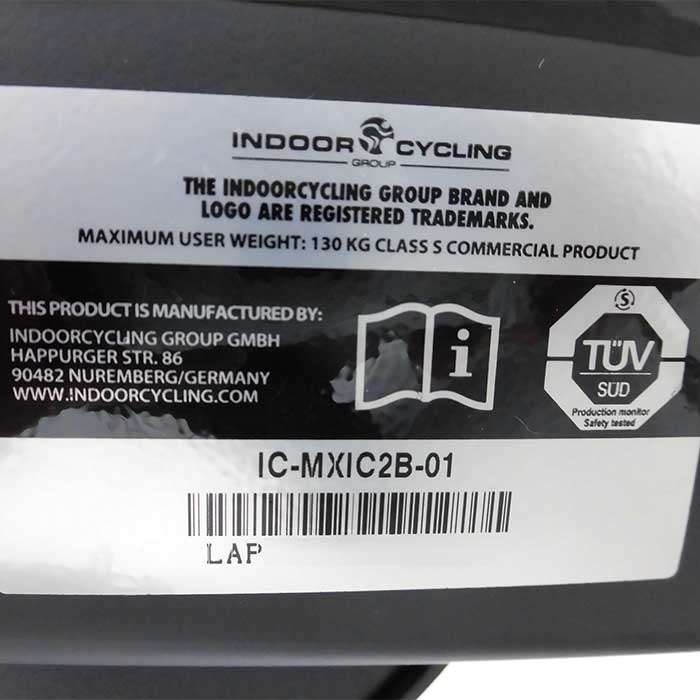 INDOOR CYCLING
GROUP
THE INDOORCYCLING GROUP BRAND AND
LOGO ARE REGISTERED TRADEMARKS.
MAXIMUM USER WEIGHT: 130 KG CLASS S COMMERCIAL PRODUCT
THIS PRODUCT IS MANUFACTURED BY:
INDOORCYCLING GROUP GMBH
HAPPURGER STR. 86
90482 NUREMBERG/GERMANY
WWW.INDOORCYCLING.COM
i
S
TÜV
SUD
Production monitor
Safety tested
IC-MXIC2B-01
LAP